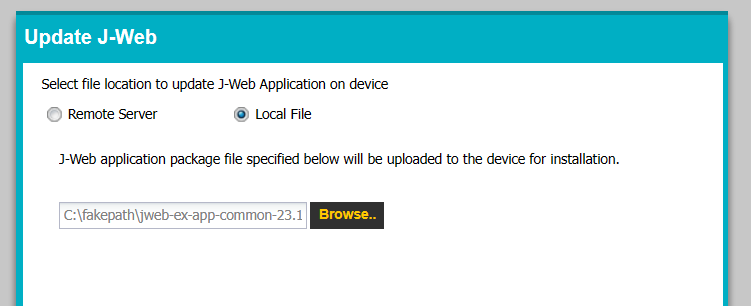 Update J-Web
Select file location to update J-Web Application on device
Remote Server Local File
J-Web application package file specified below will be uploaded to the device for installation.
C:\fakepath\jweb-ex-app-common-23.1 Browse..